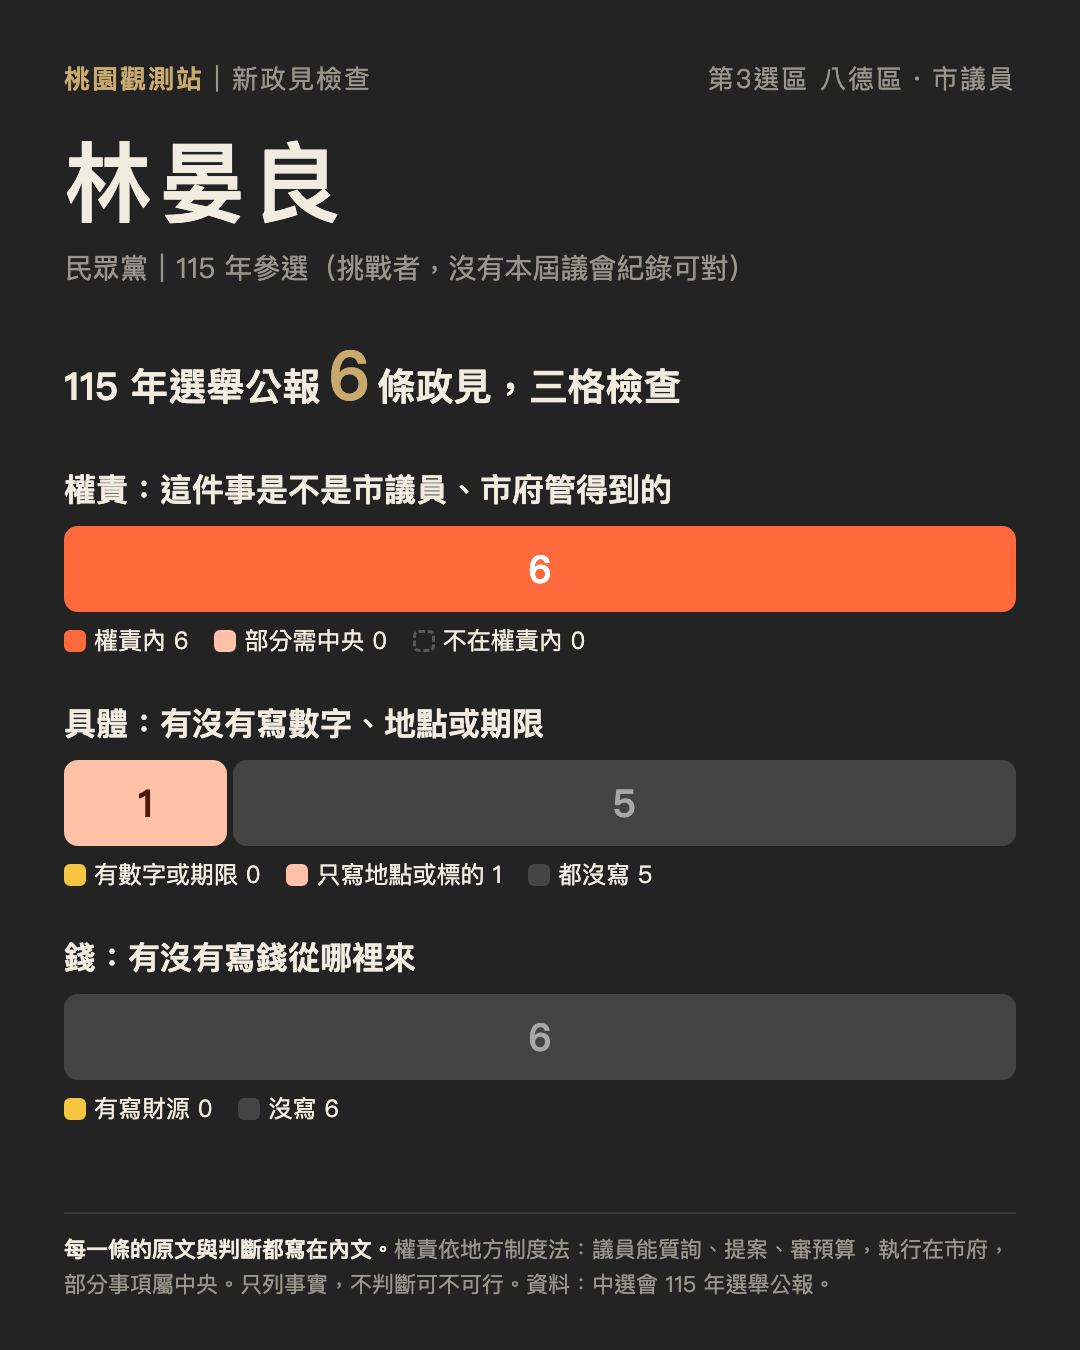 桃園觀測站｜新政見檢查
第3選區 八德區・市議員
林晏良
民眾黨｜115 年參選（挑戰者，沒有本屆議會紀錄可對）
115 年選舉公報 6 條政見，三格檢查
權責：這件事是不是市議員、市府管得到的
6
權責內 6 部分需中央 0 不在權責內 0
具體：有沒有寫數字、地點或期限
1 5
有數字或期限 0 只寫地點或標的 1 都沒寫 5
錢：有沒有寫錢從哪裡來
6
有寫財源 0 沒寫 6
每一條的原文與判斷都寫在內文。權責依地方制度法：議員能質詢、提案、審預算，執行在市府，
部分事項屬中央。只列事實，不判斷可不可行。資料：中選會 115 年選舉公報。